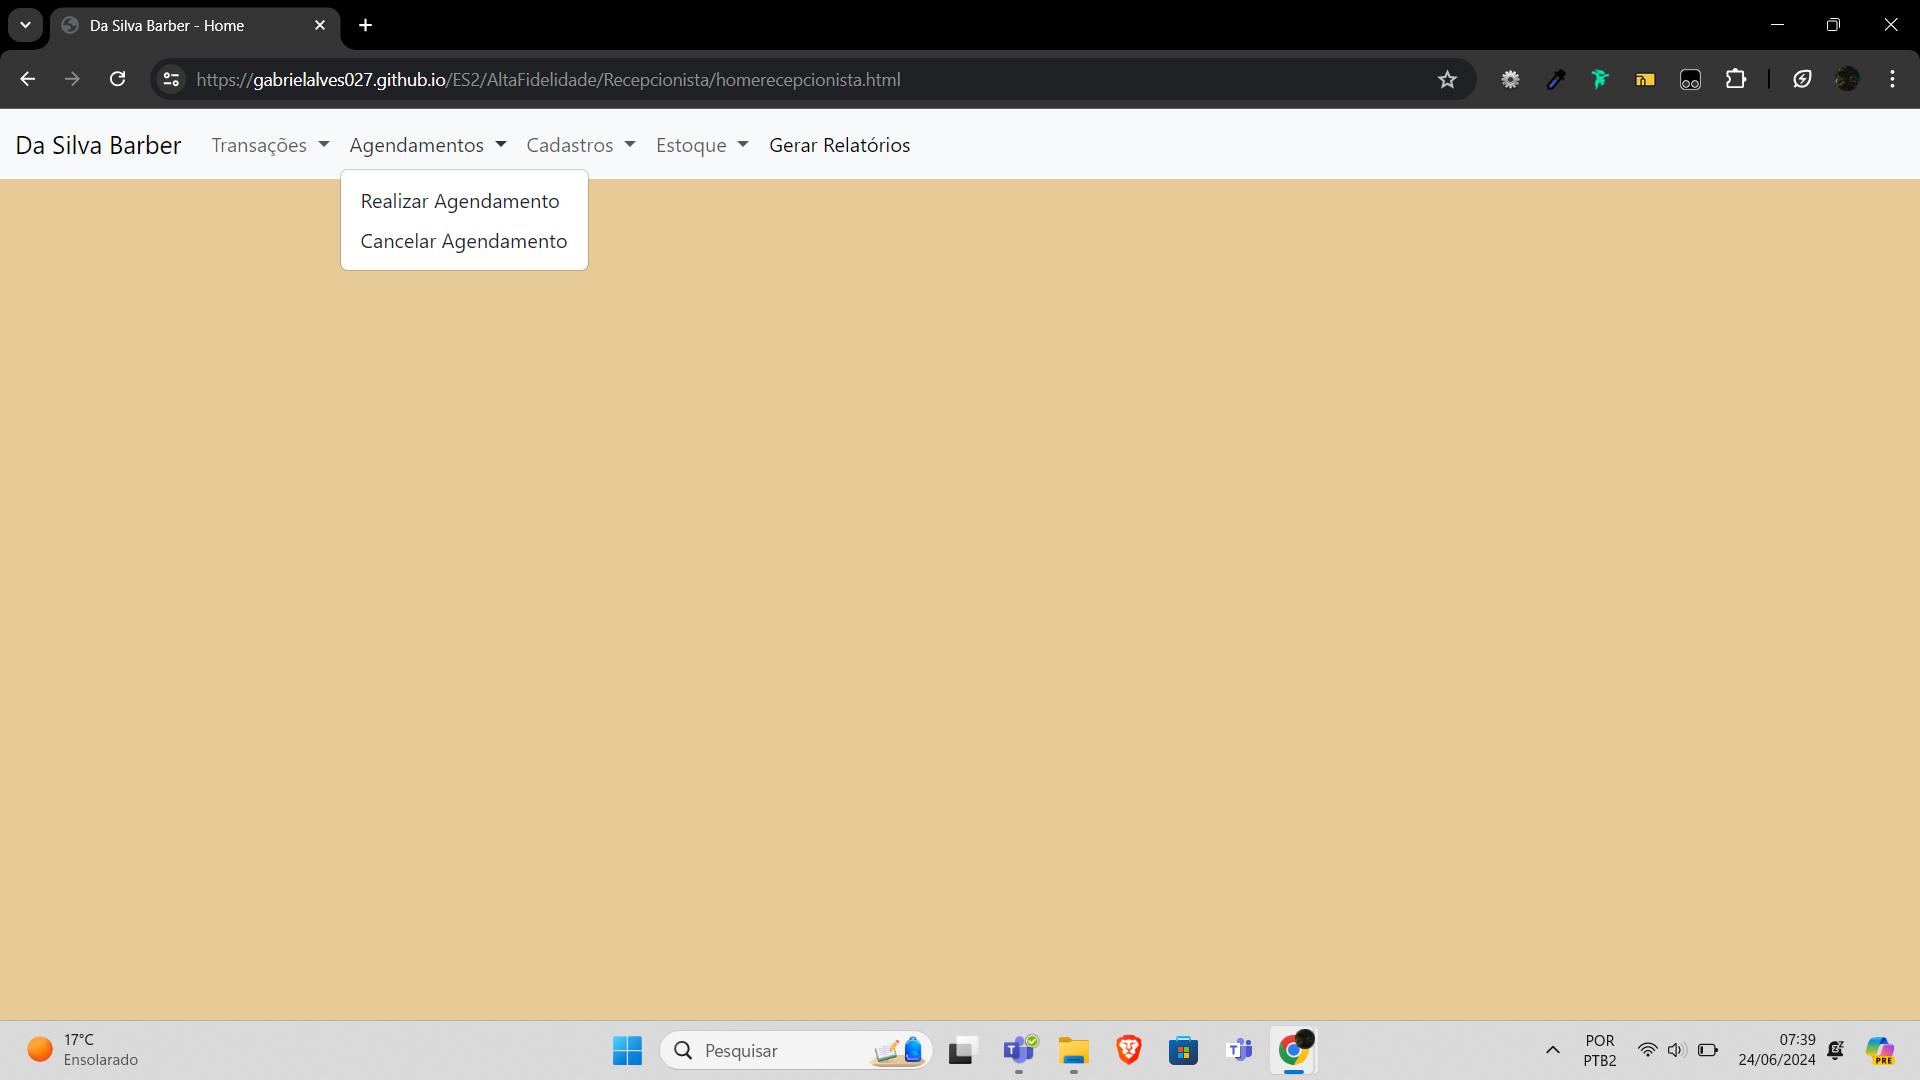 Da Silva Barber - Home
https://gabrielalves027.github.io/ES2/AltaFidelidade/Recepcionista/homerecepcionista.html
Da Silva Barber Transações Agendamentos Cadastros Estoque Gerar Relatórios
Realizar Agendamento
Cancelar Agendamento
17°C
Ensolarado
Pesquisar
POR
PTB2
07:39
24/06/2024
PRE